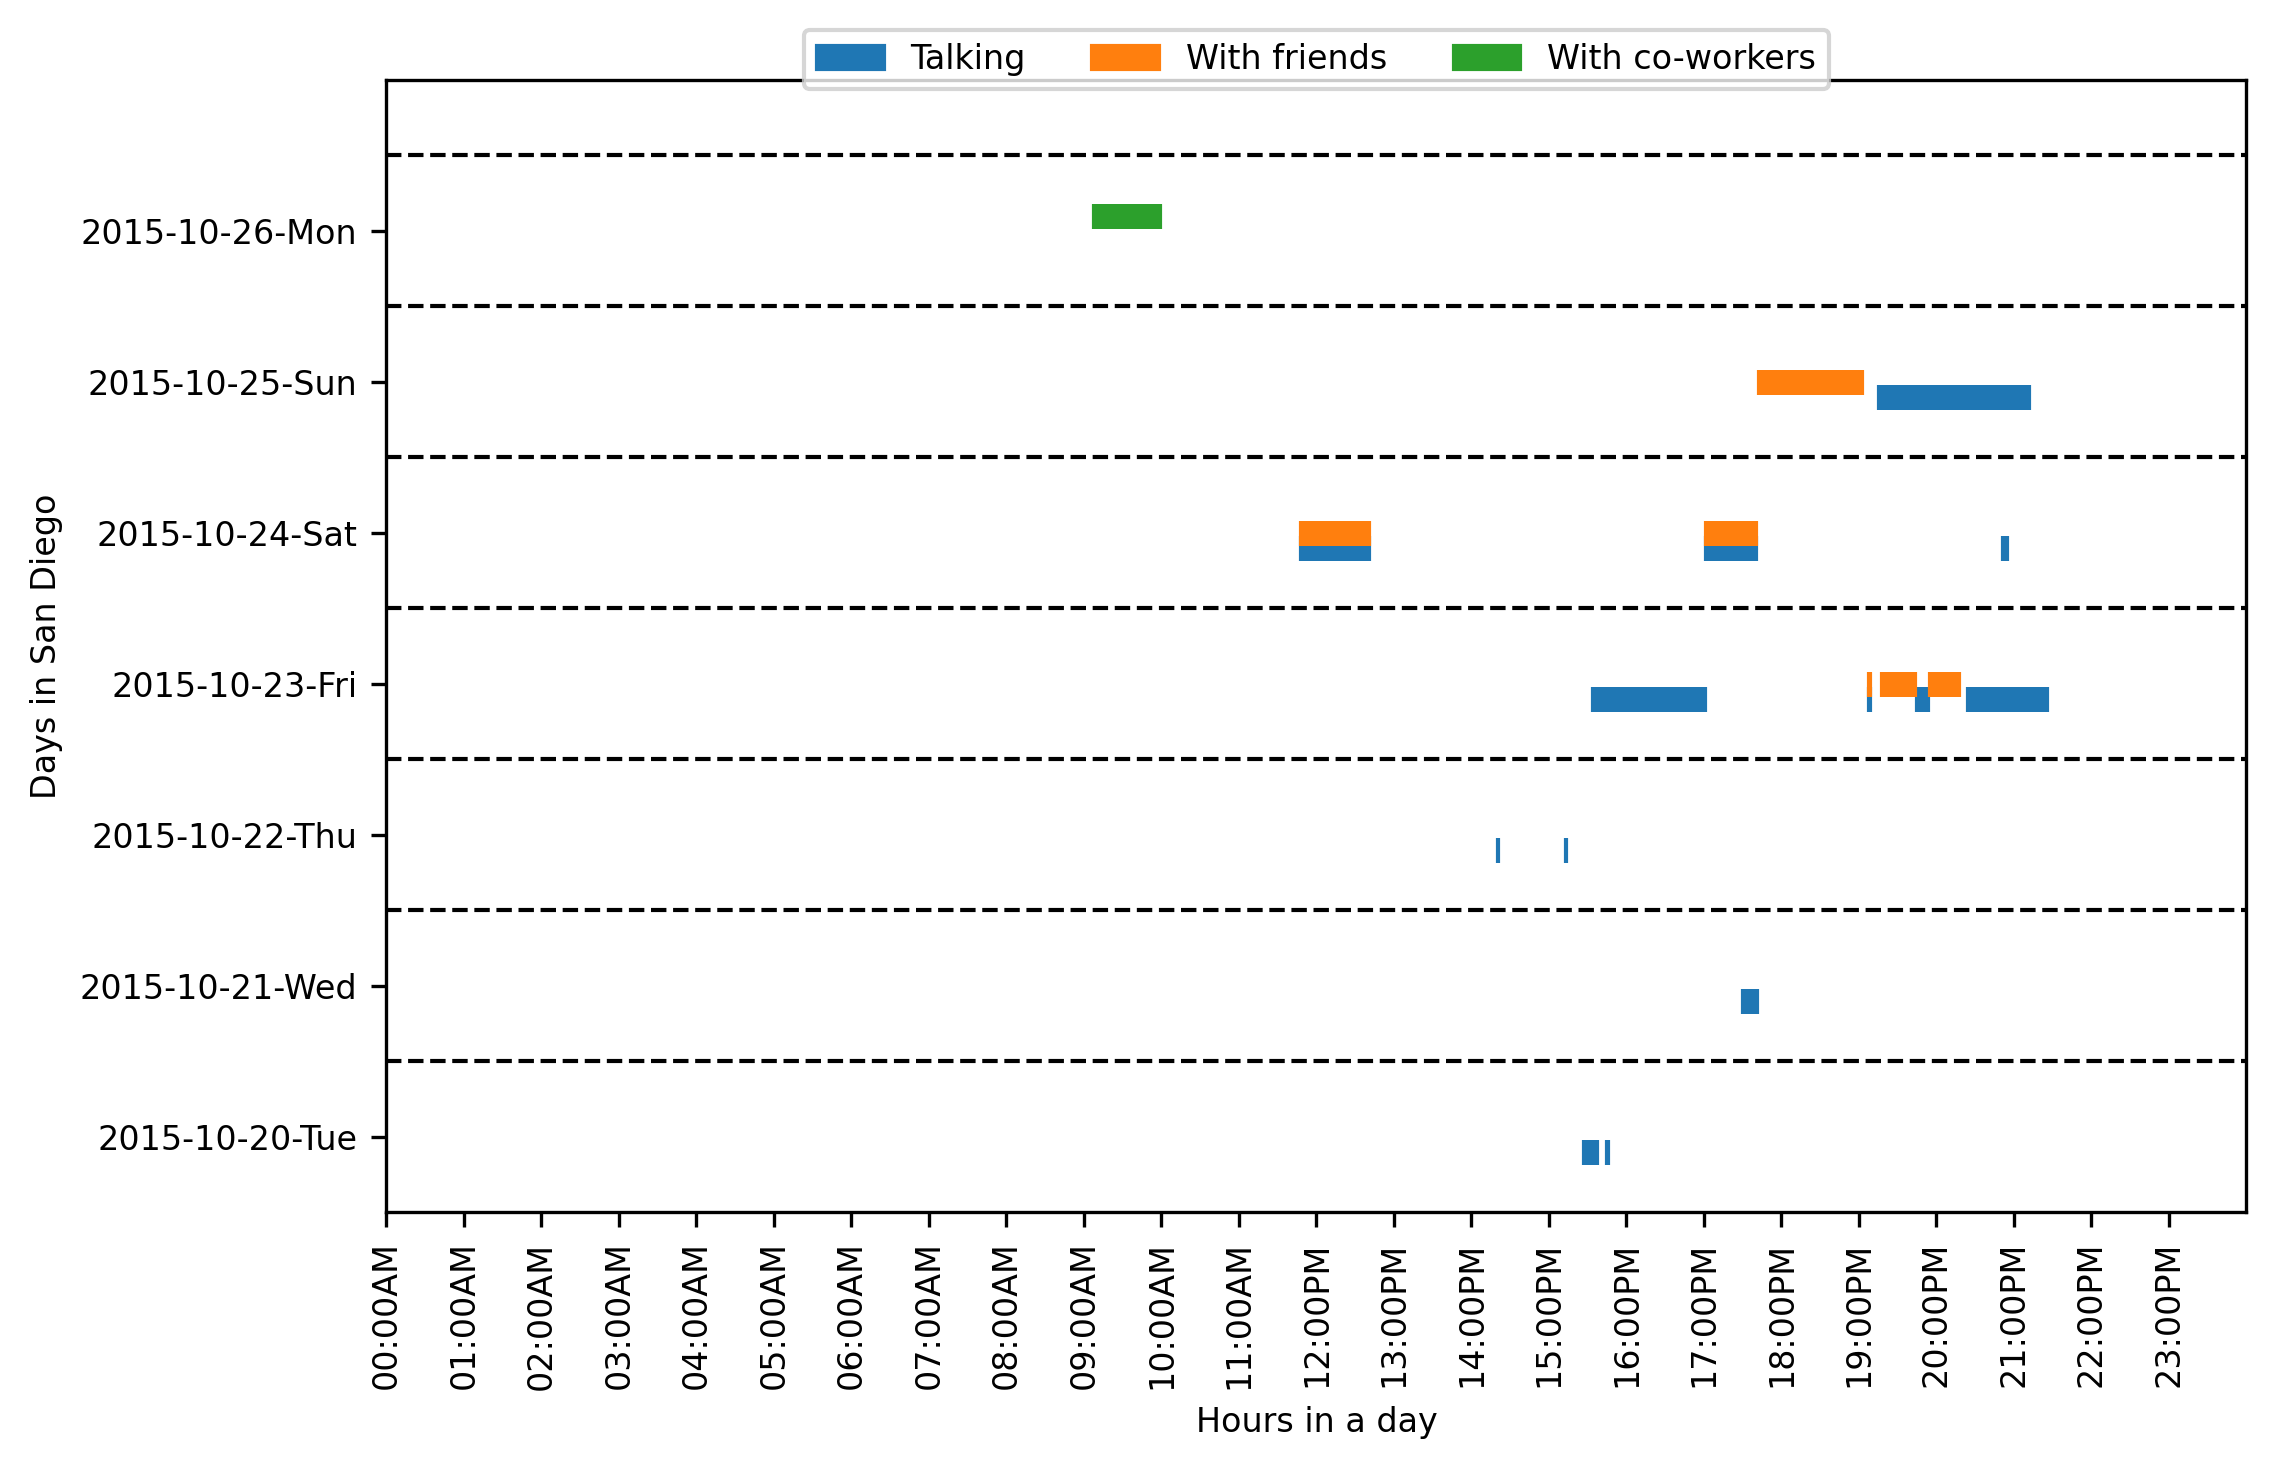 Talking With friends With co-workers
2015-10-26-Mon
2015-10-25-Sun
2015-10-24-Sat
2015-10-23-Fri
2015-10-22-Thu
2015-10-21-Wed
2015-10-20-Tue
Days in San Diego
00:00AM
01:00AM
02:00AM
03:00AM
04:00AM
05:00AM
06:00AM
07:00AM
08:00AM
09:00AM
10:00AM
11:00AM
12:00PM
13:00PM
14:00PM
15:00PM
16:00PM
17:00PM
18:00PM
19:00PM
20:00PM
21:00PM
22:00PM
23:00PM
Hours in a day